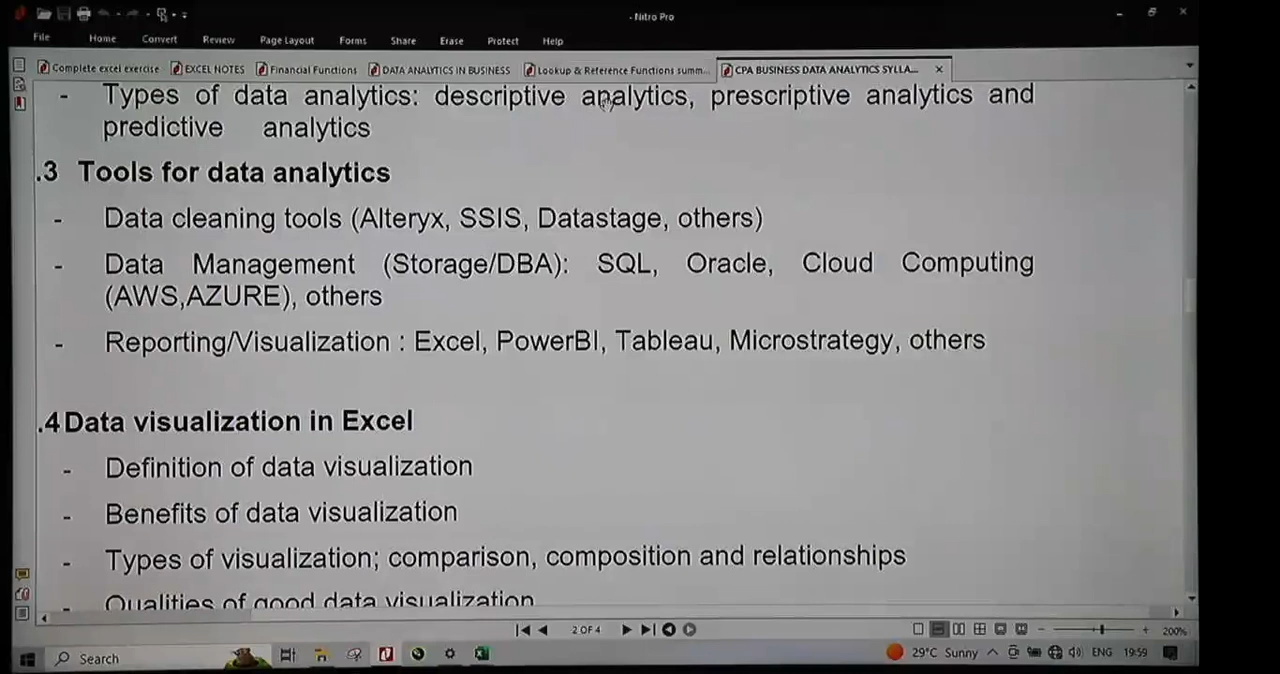 - Nitro Pro
File Home Convert Review Page Layout Forms Share Erase Protect Help
Complete excel exercise EXCEL NOTES Financial Functions DATA ANALYTICS IN BUSINESS Lookup & Reference Functions summ... CPA BUSINESS DATA ANALYTICS SYLLA...
- Types of data analytics: descriptive analytics, prescriptive analytics and
predictive analytics
.3 Tools for data analytics
- Data cleaning tools (Alteryx, SSIS, Datastage, others)
- Data Management (Storage/DBA): SQL, Oracle, Cloud Computing
(AWS,AZURE), others
- Reporting/Visualization : Excel, PowerBI, Tableau, Microstrategy, others
.4 Data visualization in Excel
- Definition of data visualization
- Benefits of data visualization
- Types of visualization; comparison, composition and relationships
- Qualities of good data visualization
2 OF 4
200%
Search
29°C Sunny ENG 19:59